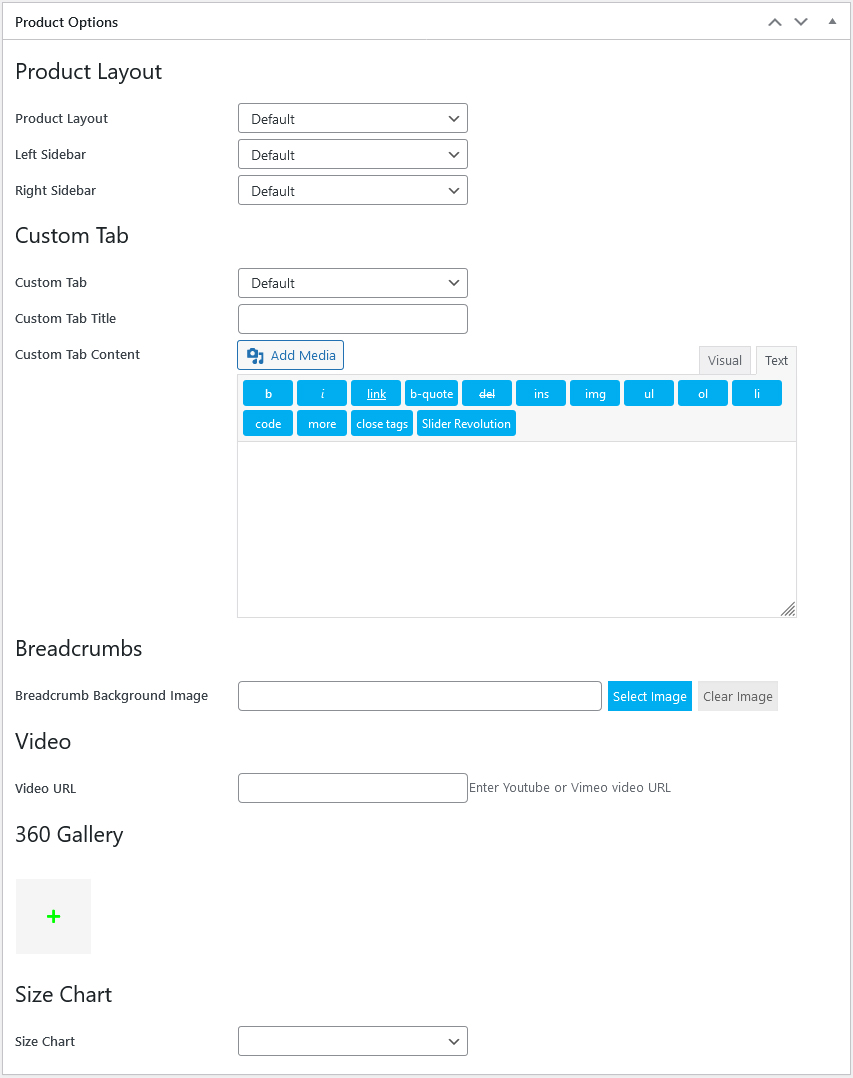 Product Options
Product Layout
Product Layout Default
Left Sidebar Default
Right Sidebar Default
Custom Tab
Custom Tab Default
Custom Tab Title
Custom Tab Content Add Media Visual Text
b i link b-quote del ins img ul ol li
code more close tags Slider Revolution
Breadcrumbs
Breadcrumb Background Image Select Image Clear Image
Video
Video URL Enter Youtube or Vimeo video URL
360 Gallery
+
Size Chart
Size Chart